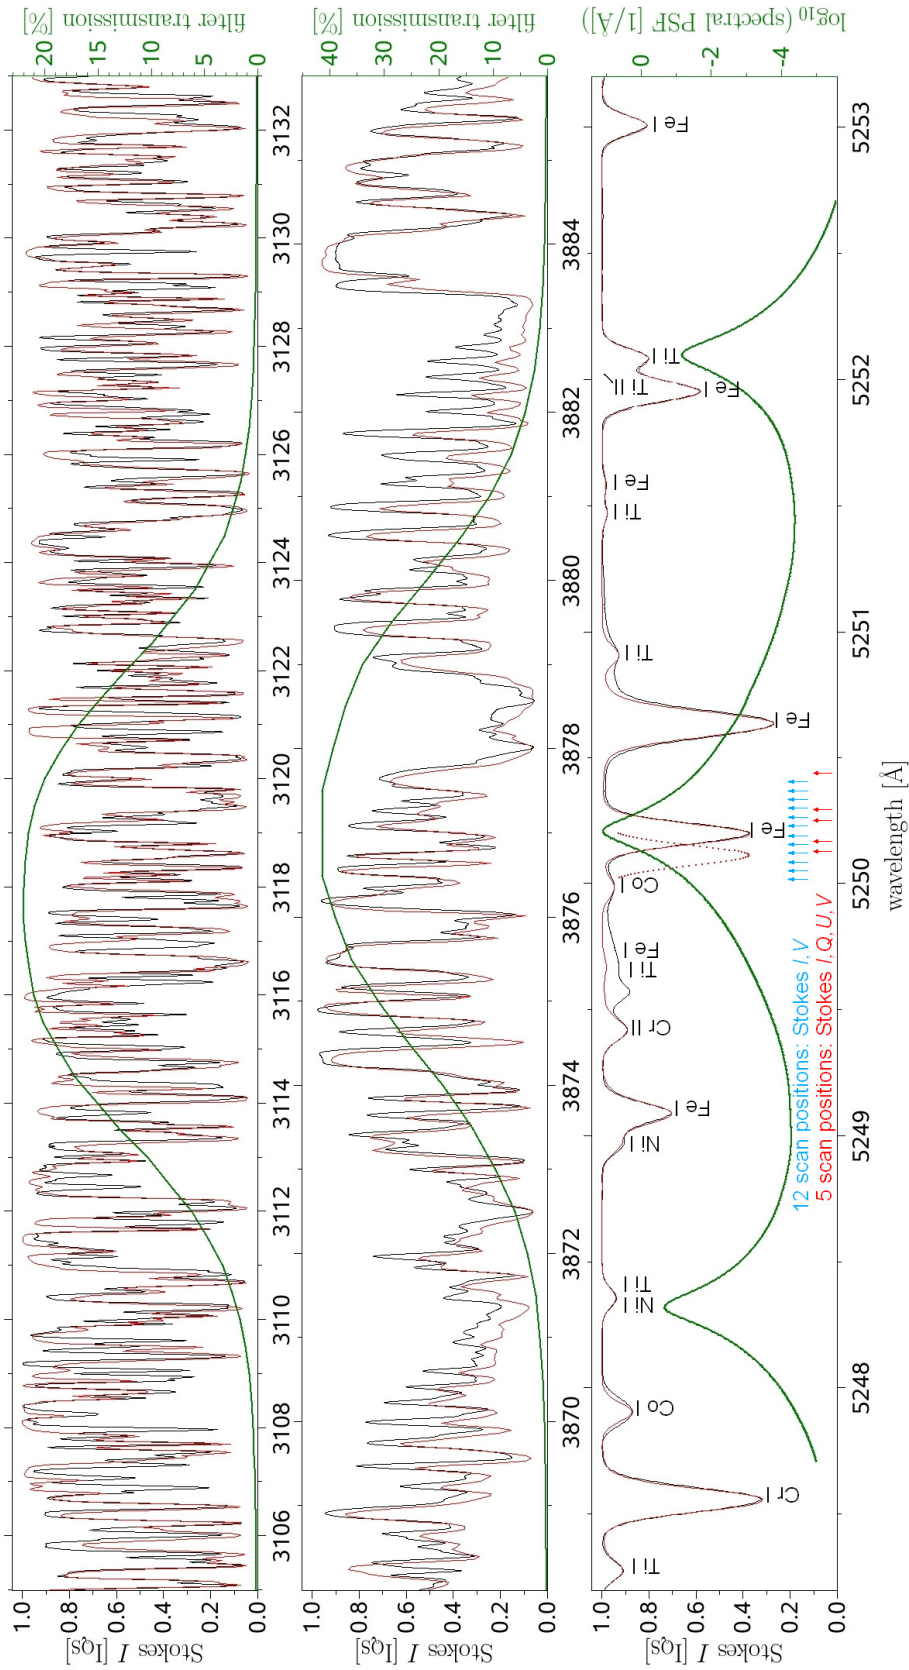 filter transmission
[%]
20
15
10
5
0
1.0
0.8
0.6
0.4
0.2
0.0
Stokes I [IQS]
3106
3108
3110
3112
3114
3116
3118
3120
3122
3124
3126
3128
3130
3132
filter transmission
[%]
40
30
20
10
0
1.0
0.8
0.6
0.4
0.2
0.0
Stokes I [IQS]
3870
3872
3874
3876
3878
3880
3882
3884
log10 (spectral PSF [1/Å])
0
-2
-4
1.0
0.8
0.6
0.4
0.2
0.0
Stokes I [IQS]
Ti I
Cr I
Co I
Ni I
Ti I
Ni I
Fe I
Cr II
Ti I
Fe I
Co I
Fe I
Fe I
Ti I
Ti I
Fe I
Fe I
Ti II
Ti I
Fe I
12 scan positions: Stokes I,V
5 scan positions: Stokes I,Q,U,V
5248
5249
5250
5251
5252
5253
wavelength [Å]